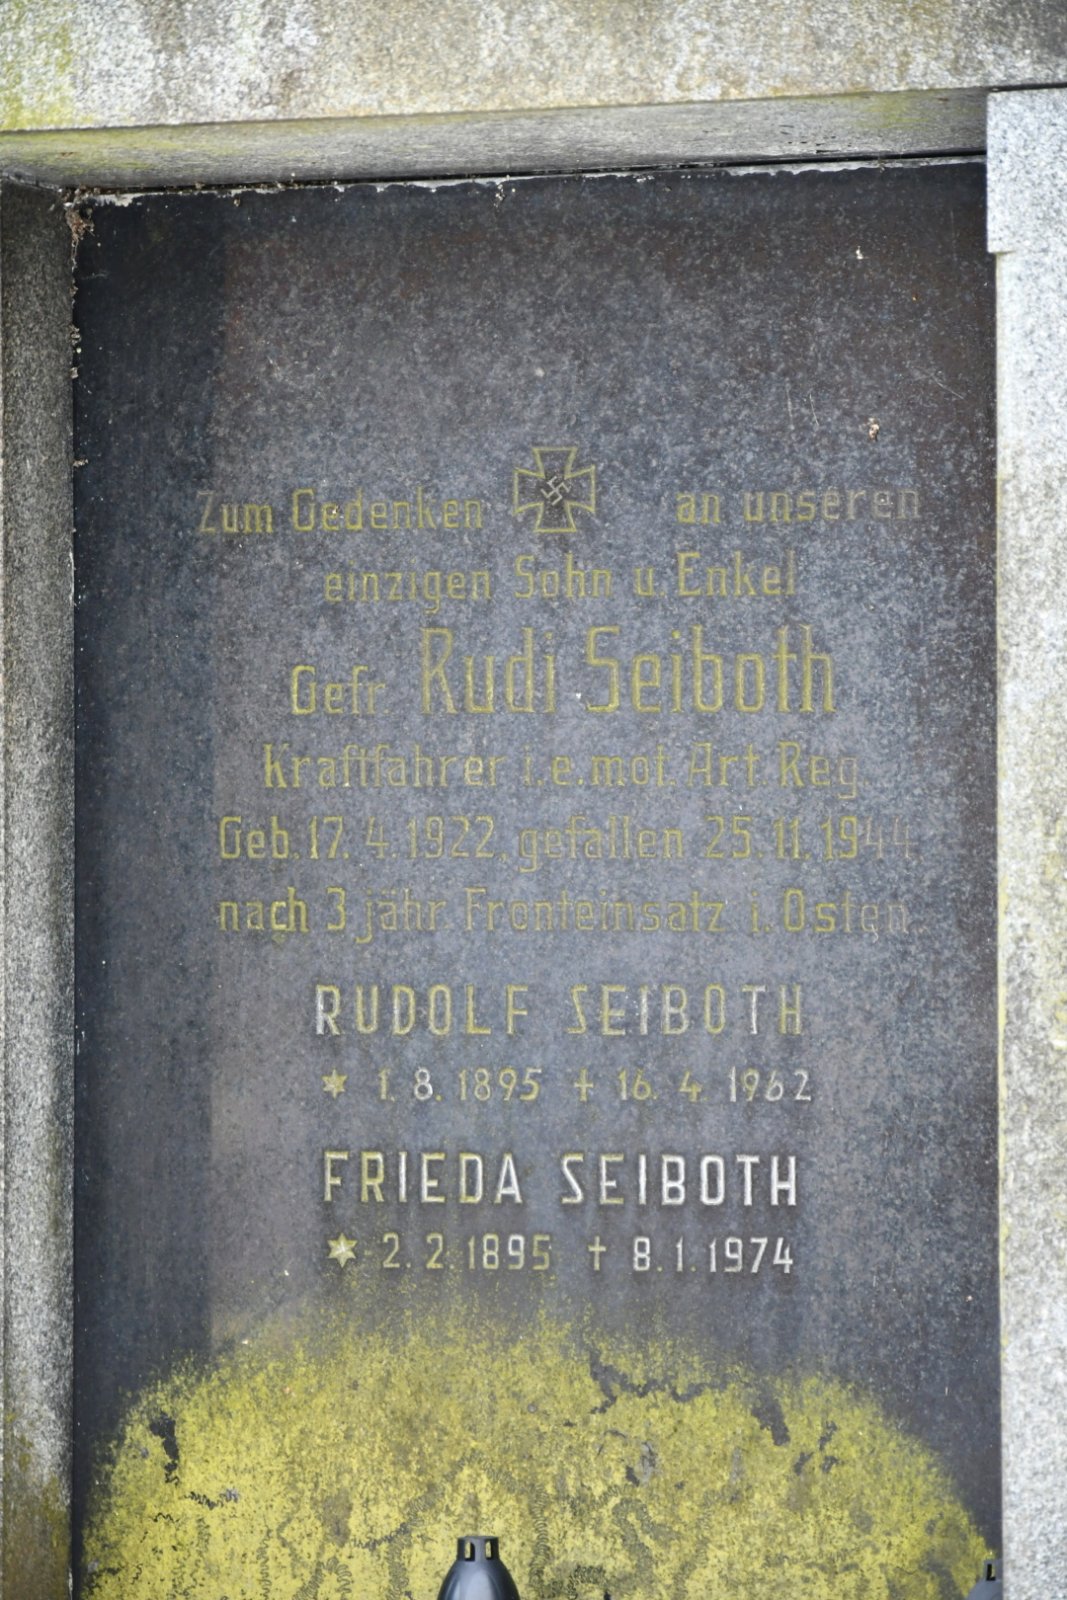 Zum Gedenken an unseren
einzigen Sohn u. Enkel
Gefr. Rudi Seiboth
Kraftfahrer i.e.mot.Art.Reg.
Geb.17.4.1922, gefallen 25.11.1944
nach 3 jähr. Fronteinsatz i.Osten.
RUDOLF SEIBOTH
✶ 1.8.1895 + 16.4.1962
FRIEDA SEIBOTH
✶ 2.2.1895 † 8.1.1974